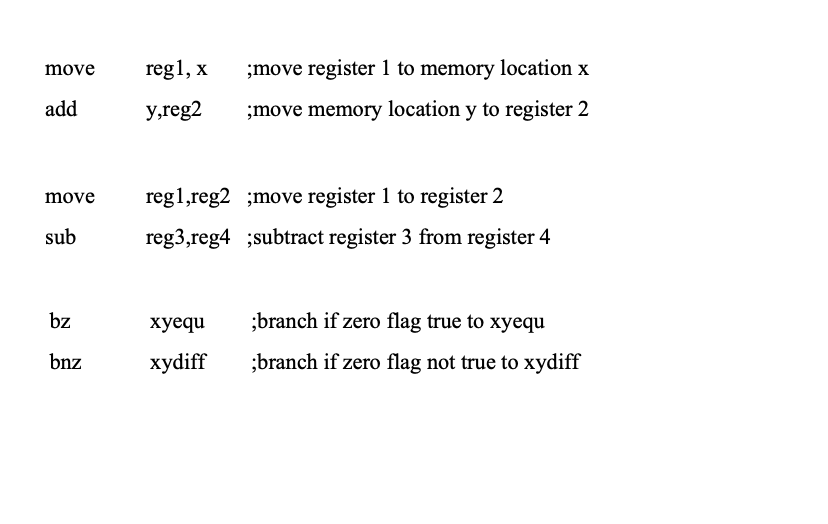 move reg1, x ;move register 1 to memory location x
add y,reg2 ;move memory location y to register 2
move reg1,reg2 ;move register 1 to register 2
sub reg3,reg4 ;subtract register 3 from register 4
bz xyequ ;branch if zero flag true to xyequ
bnz xydiff ;branch if zero flag not true to xydiff